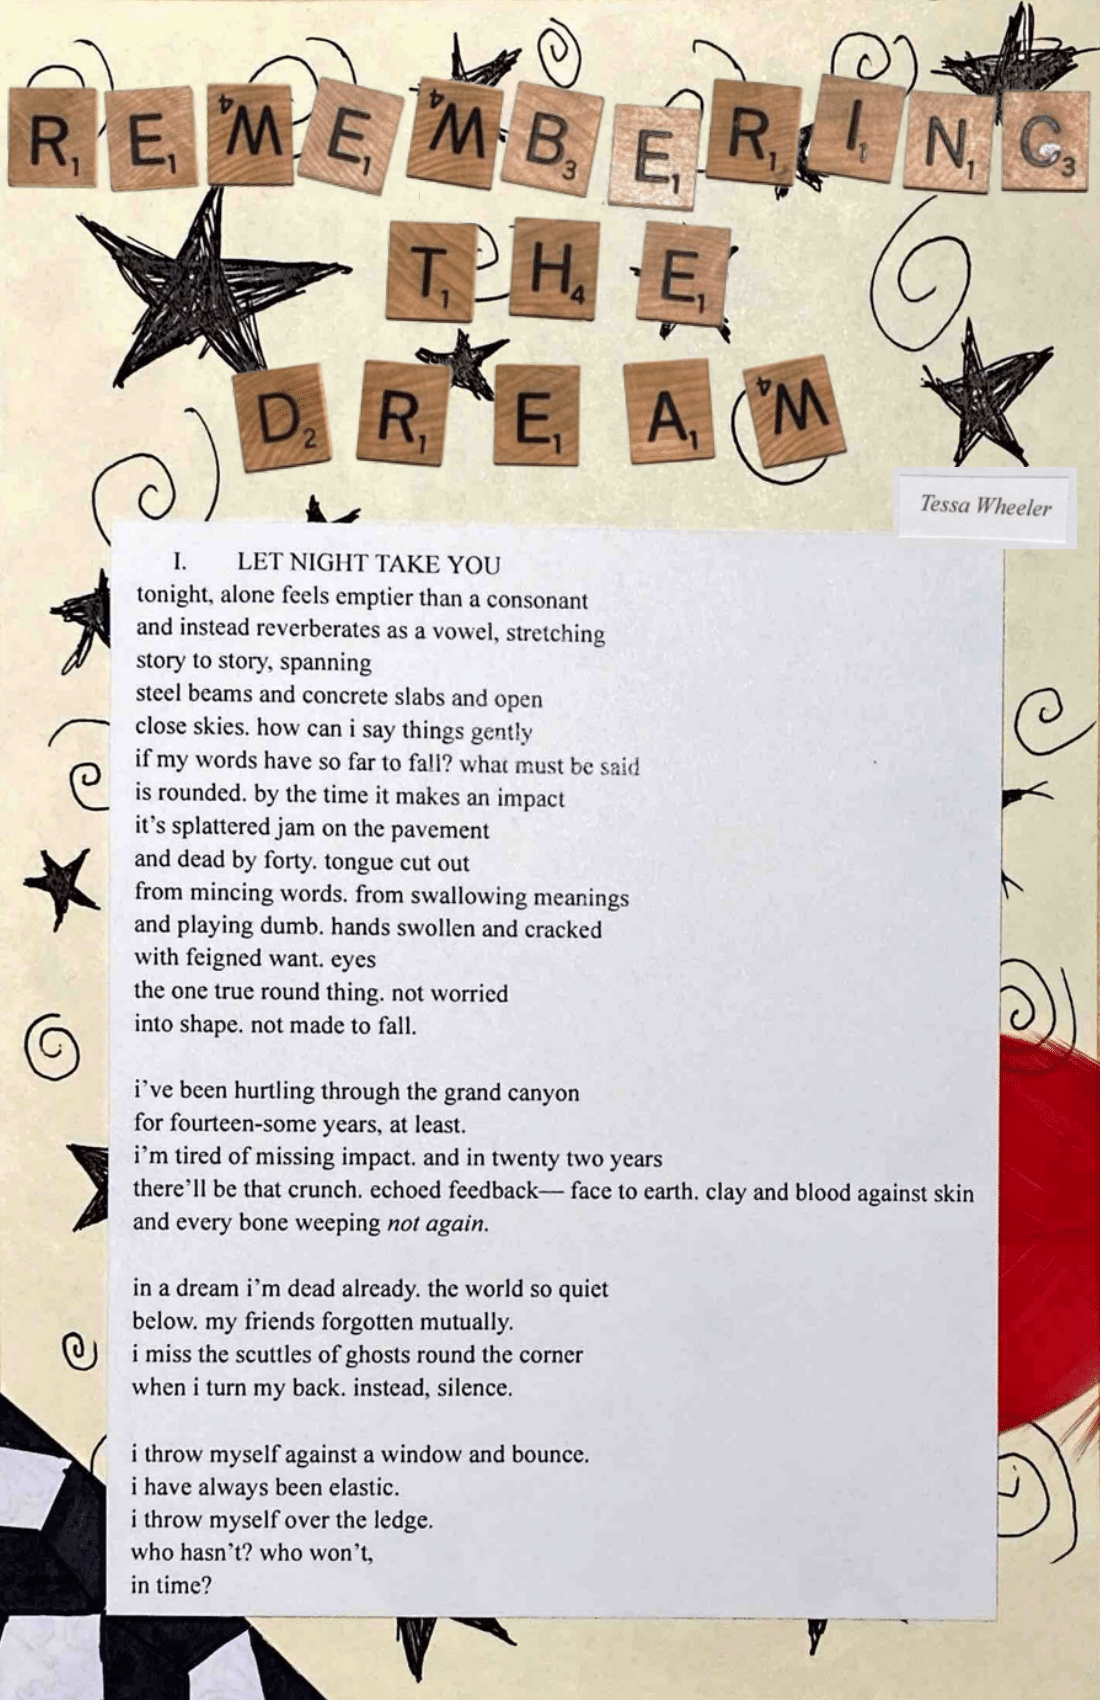 REMEMBERING
THE
DREAM
Tessa Wheeler
I. LET NIGHT TAKE YOU
tonight, alone feels emptier than a consonant
and instead reverberates as a vowel, stretching
story to story, spanning
steel beams and concrete slabs and open
close skies. how can i say things gently
if my words have so far to fall? what must be said
is rounded. by the time it makes an impact
it's splattered jam on the pavement
and dead by forty. tongue cut out
from mincing words. from swallowing meanings
and playing dumb. hands swollen and cracked
with feigned want. eyes
the one true round thing. not worried
into shape. not made to fall.
i've been hurtling through the grand canyon
for fourteen-some years, at least.
i'm tired of missing impact. and in twenty two years
there'll be that crunch. echoed feedback— face to earth. clay and blood against skin
and every bone weeping not again.
in a dream i'm dead already. the world so quiet
below. my friends forgotten mutually.
i miss the scuttles of ghosts round the corner
when i turn my back. instead, silence.
i throw myself against a window and bounce.
i have always been elastic.
i throw myself over the ledge.
who hasn't? who won't,
in time?